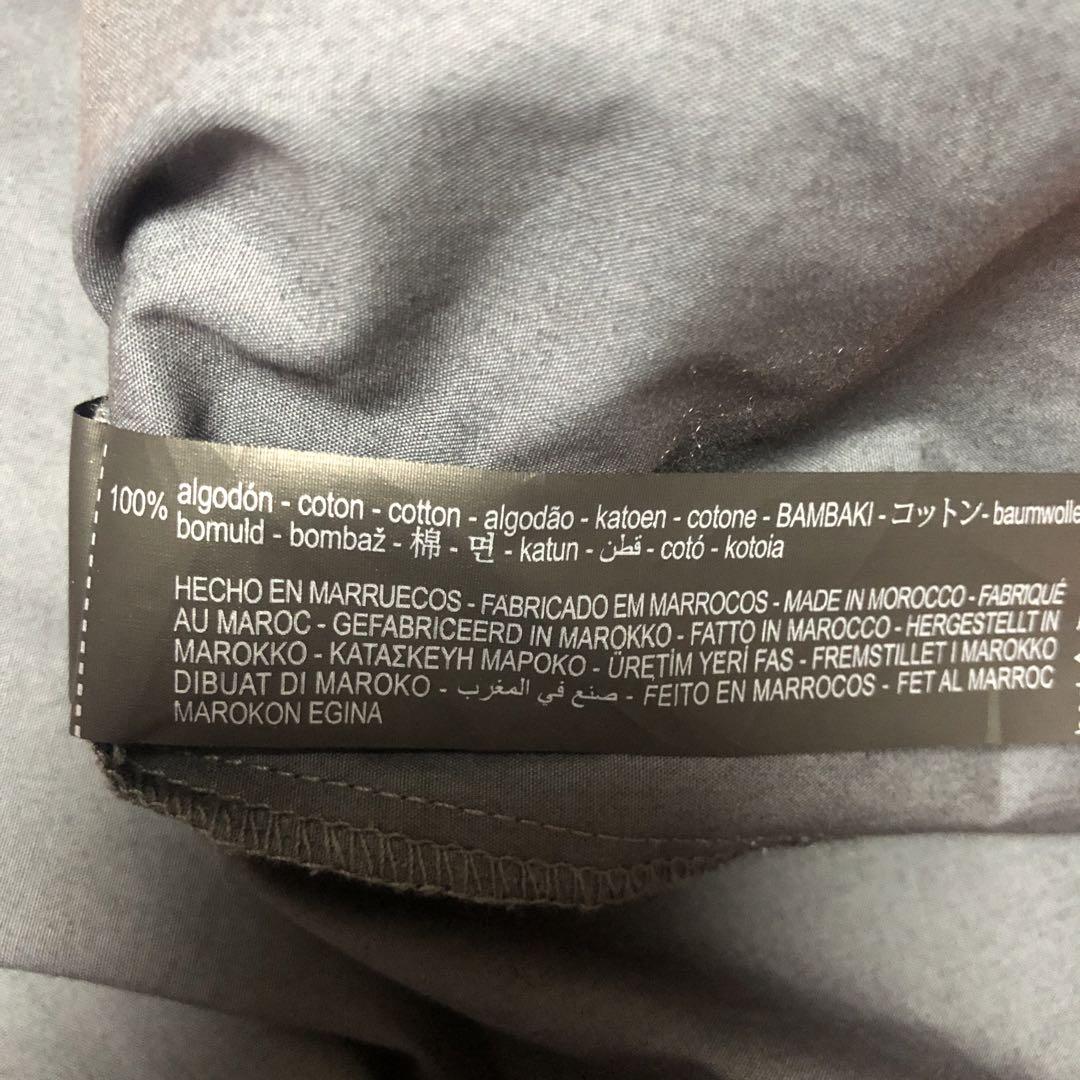 100% algodón - coton - cotton - algodão - katoen - cotone - BAMBAKI - コットン - baumwolle
bomuld - bombaž - 棉 - 면 - katun - قطن - cotó - kotoia
HECHO EN MARRUECOS - FABRICADO EM MARROCOS - MADE IN MOROCCO - FABRIQUÉ
AU MAROC - GEFABRICEERD IN MAROKKO - FATTO IN MAROCCO - HERGESTELLT IN
MAROKKO - ΚΑΤΑΣΚΕΥΗ ΜΑΡΟΚΟ - ÜRETİM YERİ FAS - FREMSTILLET I MAROKKO
DIBUAT DI MAROKO - صنع في المغرب - FEITO EN MARROCOS - FET AL MARROC
MAROKON EGINA